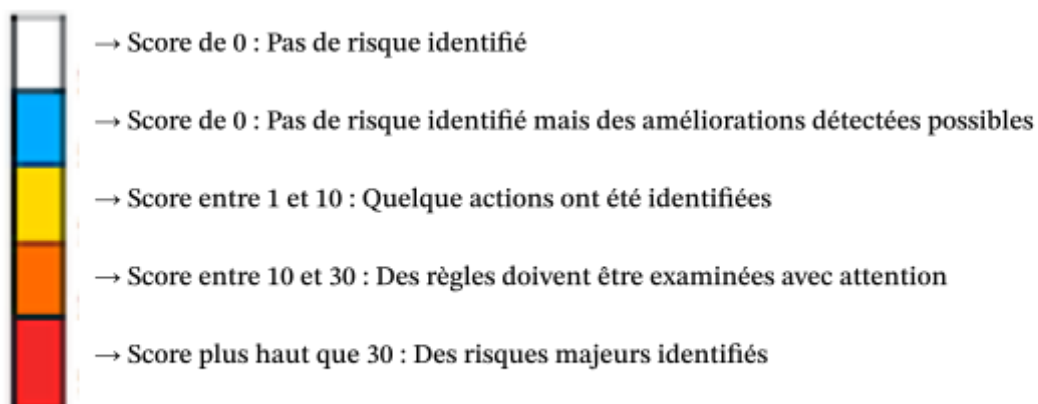 → Score de 0 : Pas de risque identifié
→ Score de 0 : Pas de risque identifié mais des améliorations détectées possibles
→ Score entre 1 et 10 : Quelque actions ont été identifiées
→ Score entre 10 et 30 : Des règles doivent être examinées avec attention
→ Score plus haut que 30 : Des risques majeurs identifiés